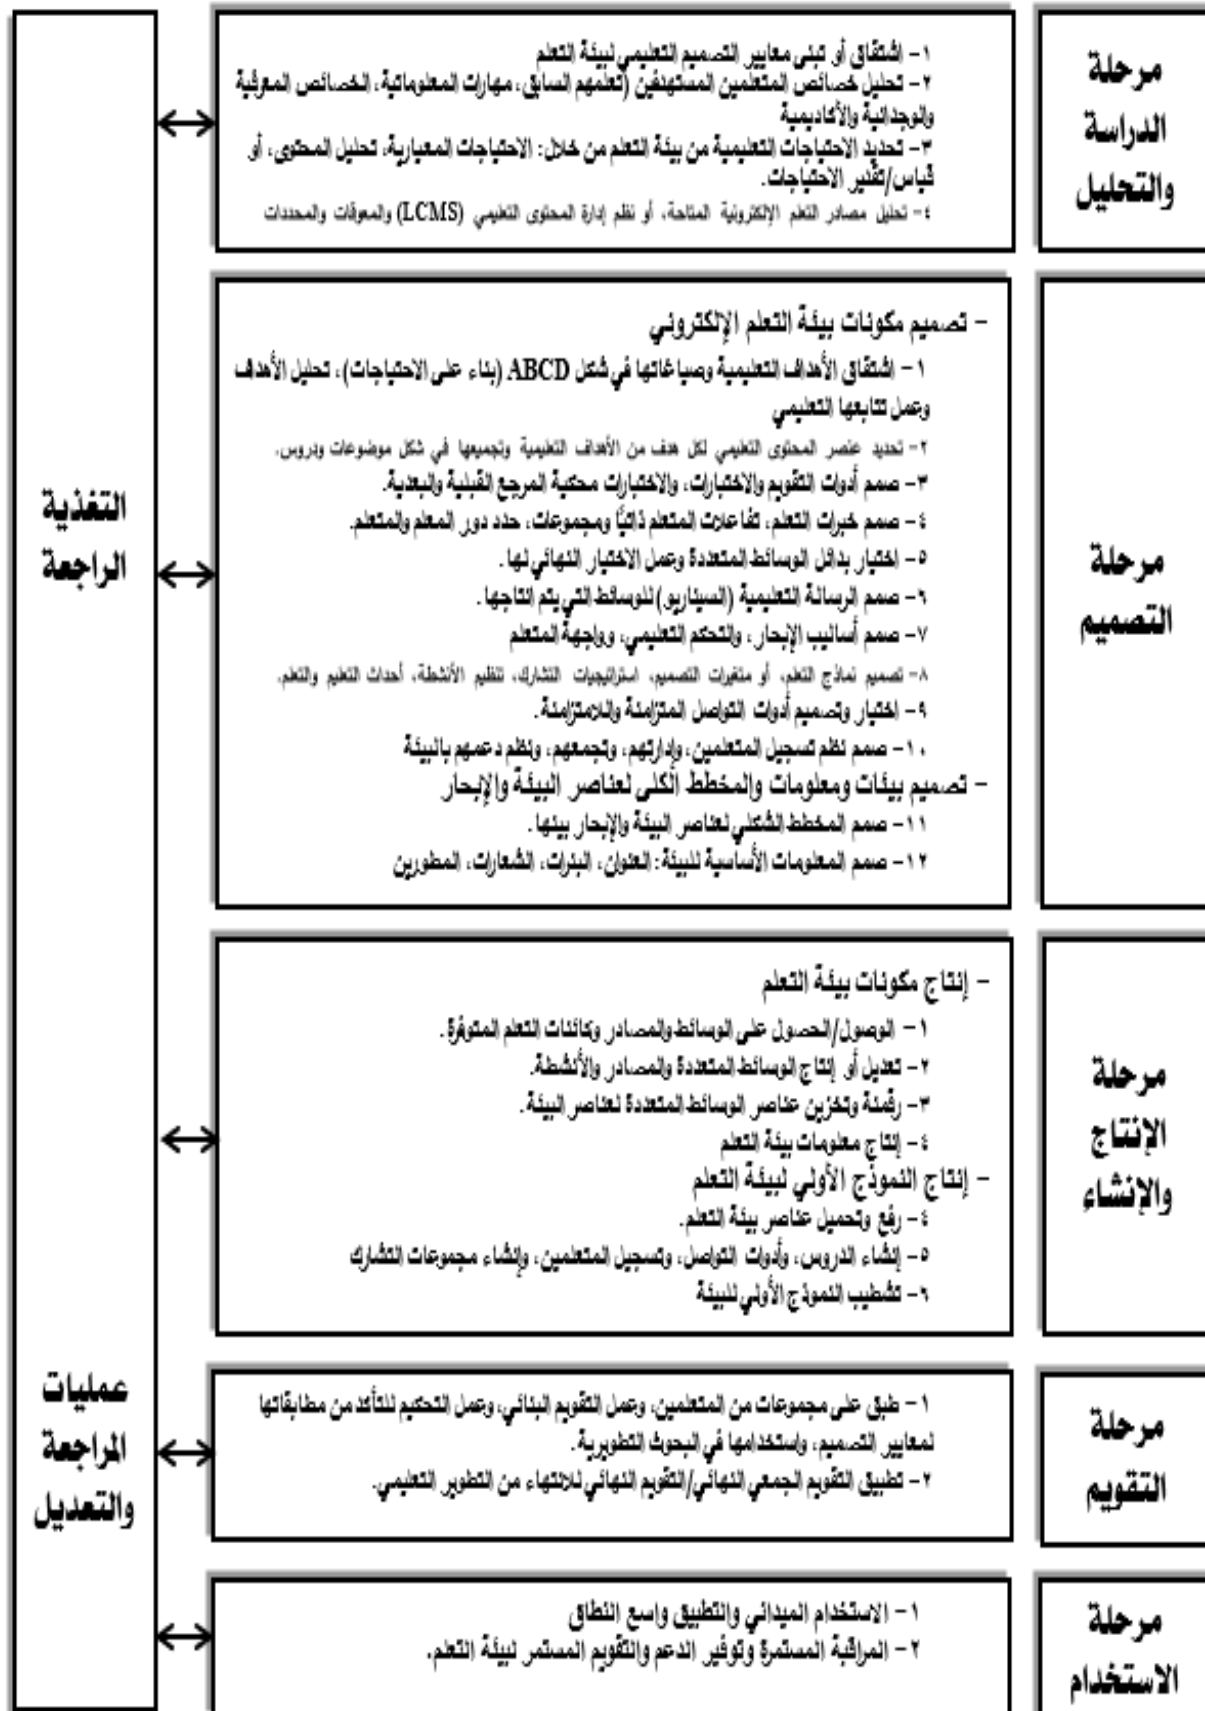 مرحلة
الدراسة
والتحليل
١- اشتقاق أو تبنى معايير التصميم التعليمي لبيئة التعلم
٢- تحليل خصائص المتعلمين المستهدفين (تعلمهم السابق، مهارات المعلوماتية، الخصائص المعرفية
والوجدانية والأكاديمية
٣- تحديد الاحتياجات التعليمية من بيئة التعلم من خلال: الاحتياجات المعيارية، تحليل المحتوى، أو
قياس/تقدير الاحتياجات.
٤- تحليل مصادر التعلم الإلكترونية المتاحة، أو نظم إدارة المحتوى التعليمي (LCMS) والمعوقات والمحددات
مرحلة
التصميم
- تصميم مكونات بيئة التعلم الإلكتروني
١- اشتقاق الأهداف التعليمية وصياغاتها في شكل ABCD (بناء على الاحتياجات)، تحليل الأهداف
وعمل تتابعها التعليمي
٢- تحديد عنصر المحتوى التعليمي لكل هدف من الأهداف التعليمية وتجميعها في شكل موضوعات ودروس.
٣- صمم أدوات التقويم والاختبارات، والاختبارات محكية المرجع القبلية والبعدية.
٤- صمم خبرات التعلم، تفاعلات المتعلم ذاتيًا ومجموعات، حدد دور المعلم والمتعلم.
٥- اختيار بدائل الوسائط المتعددة وعمل الاختيار النهائي لها.
٦- صمم الرسالة التعليمية (السيناريو) للوسائط التي يتم انتاجها.
٧- صمم أساليب الإبحار، والتحكم التعليمي، وواجهة المتعلم
٨- تصميم نماذج التعلم، أو متغيرات التصميم، استراتيجيات التشارك، تنظيم الأنشطة، أحداث التعليم والتعلم.
٩- اختيار وتصميم أدوات التواصل المتزامنة واللامتزامنة.
١٠- صمم نظم تسجيل المتعلمين، وإدارتهم، وتجمعهم، ونظم دعمهم بالبيئة
- تصميم بيئات ومعلومات والمخطط الكلى لعناصر البيئة والإبحار
١١- صمم المخطط الشكلي لعناصر البيئة والإبحار بينها.
١٢- صمم المعلومات الأساسية للبيئة: العنوان، البنرات، الشعارات، المطورين
مرحلة
الإنتاج
والإنشاء
- إنتاج مكونات بيئة التعلم
١- الوصول/الحصول على الوسائط والمصادر وكائنات التعلم المتوفرة.
٢- تعديل أو إنتاج الوسائط المتعددة والمصادر والأنشطة.
٣- رقمنة وتخزين عناصر الوسائط المتعددة لعناصر البيئة.
٤- إنتاج معلومات بيئة التعلم
- إنتاج النموذج الأولي لبيئة التعلم
٤- رفع وتحميل عناصر بيئة التعلم.
٥- إنشاء الدروس، وأدوات التواصل، وتسجيل المتعلمين، وإنشاء مجموعات التشارك
٦- تشطيب النموذج الأولي للبيئة
مرحلة
التقويم
١- طبق على مجموعات من المتعلمين، وعمل التقويم البنائي، وعمل التحكيم للتأكد من مطابقاتها
لمعايير التصميم، واستخدامها في البحوث التطويرية.
٢- تطبيق التقويم الجمعي النهائي/التقويم النهائي للانتهاء من التطوير التعليمي.
مرحلة
الاستخدام
١- الاستخدام الميداني والتطبيق واسع النطاق
٢- المراقبة المستمرة وتوفير الدعم والتقويم المستمر لبيئة التعلم.
التغذية
الراجعة
عمليات
المراجعة
والتعديل